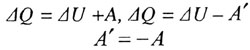 ΔQ = ΔU + A, ΔQ = ΔU − A′
A′ = −A